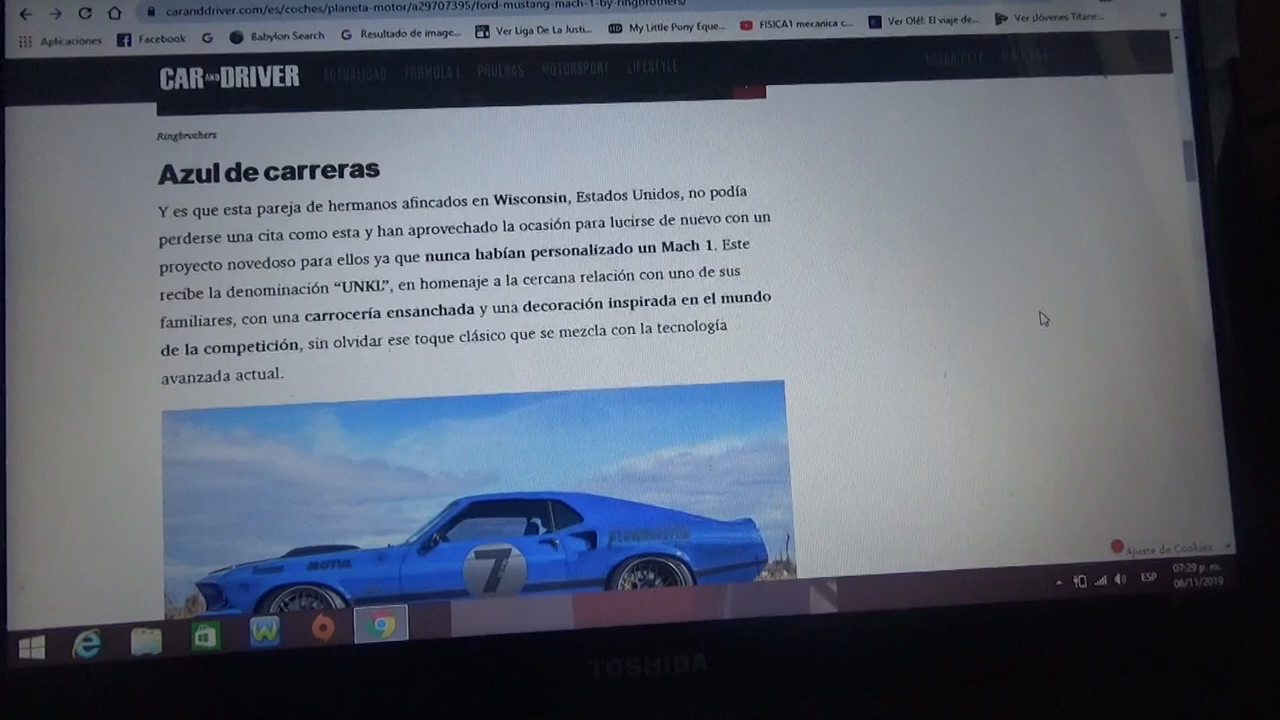 caranddriver.com/es/coches/planeta-motor/a29707395/ford-mustang-mach-1-by-ringbrothers/
Aplicaciones Facebook Babylon Search Resultado de image... Ver Liga De La Justi... My Little Pony Eque... FISICA1 mecanica c... Ver Olé!: El viaje de... Ver ¡Jóvenes Titane...
CAR AND DRIVER ACTUALIDAD FORMULA 1 PRUEBAS MOTORSPORT LIFESTYLE
Ringbrothers
Azul de carreras
Y es que esta pareja de hermanos afincados en Wisconsin, Estados Unidos, no podía
perderse una cita como esta y han aprovechado la ocasión para lucirse de nuevo con un
proyecto novedoso para ellos ya que nunca habían personalizado un Mach 1. Este
recibe la denominación “UNKL”, en homenaje a la cercana relación con uno de sus
familiares, con una carrocería ensanchada y una decoración inspirada en el mundo
de la competición, sin olvidar ese toque clásico que se mezcla con la tecnología
avanzada actual.
MOTUL
7
Ajuste de Cookies
ESP
07:29 p. m.
06/11/2019
TOSHIBA